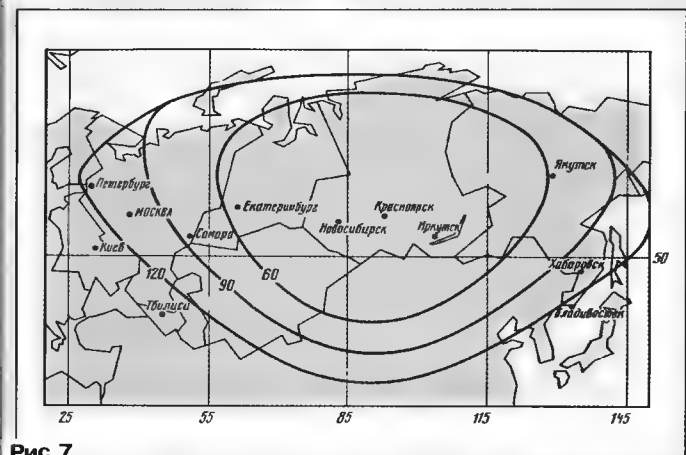 Якутск
Петербург
Екатеринбург
Красноярск
Москва
Новосибирск
Самара
Иркутск
Киев
50
120
90
60
Хабаровск
Тбилиси
Владивосток
25 55 85 115 145
Рис. 7